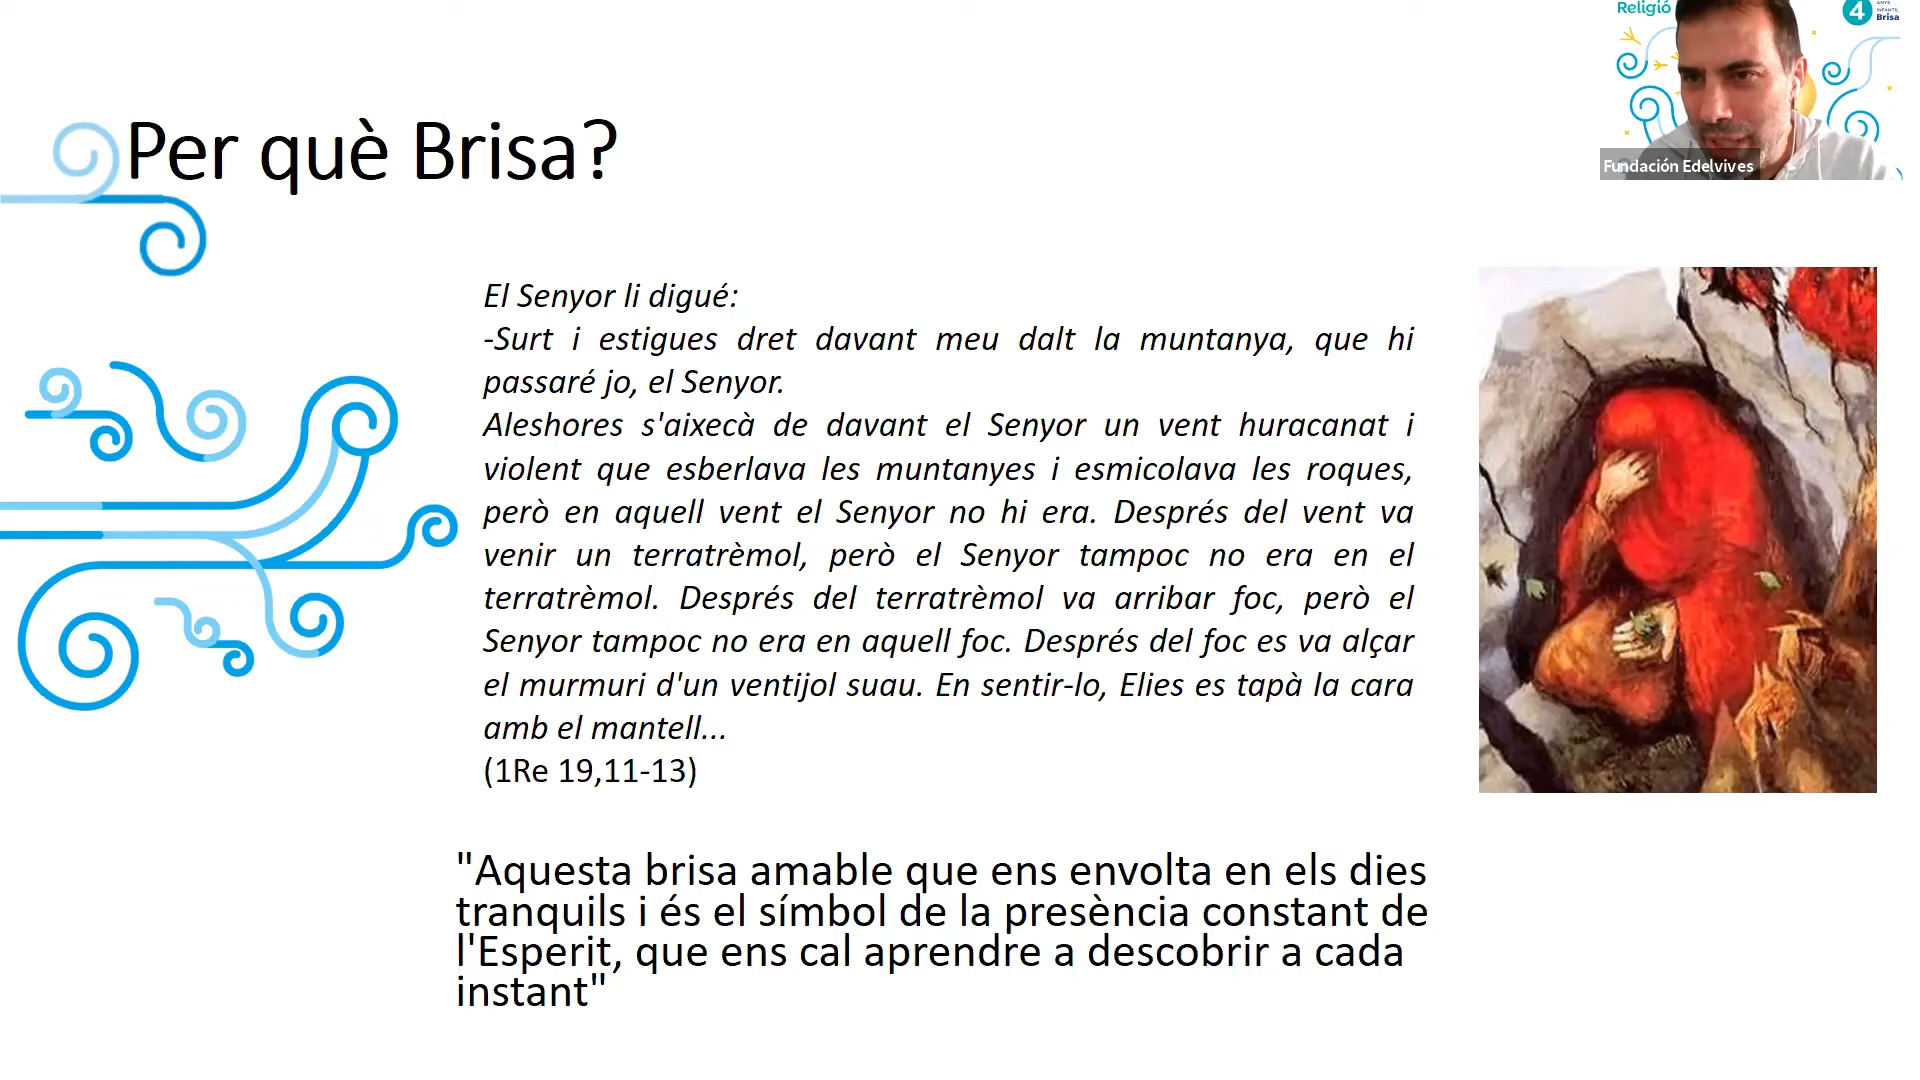 Religió
4
ANYS
INFANTIL
Brisa
Fundación Edelvives
Per què Brisa?
El Senyor li digué:
-Surt i estigues dret davant meu dalt la muntanya, que hi
passaré jo, el Senyor.
Aleshores s'aixecà de davant el Senyor un vent huracanat i
violent que esberlava les muntanyes i esmicolava les roques,
però en aquell vent el Senyor no hi era. Després del vent va
venir un terratrèmol, però el Senyor tampoc no era en el
terratrèmol. Després del terratrèmol va arribar foc, però el
Senyor tampoc no era en aquell foc. Després del foc es va alçar
el murmuri d'un ventijol suau. En sentir-lo, Elies es tapà la cara
amb el mantell...
(1Re 19,11-13)
"Aquesta brisa amable que ens envolta en els dies
tranquils i és el símbol de la presència constant de
l'Esperit, que ens cal aprendre a descobrir a cada
instant"